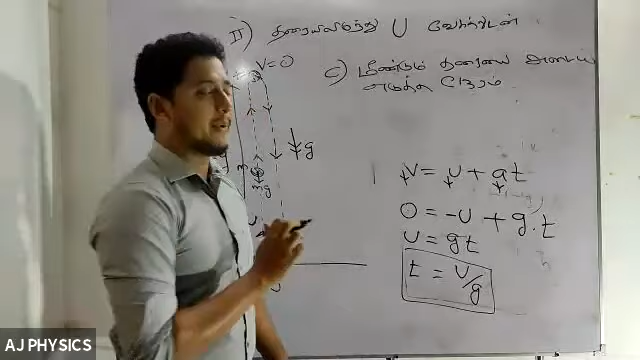 II) தரையிலிருந்து U வேகத்துடன்
V=0
c) மீண்டும் தரையை அடைய
எடுத்த நேரம்
g
V = U + at
0 = -U + g.t
U = gt
t = U/g
AJ PHYSICS